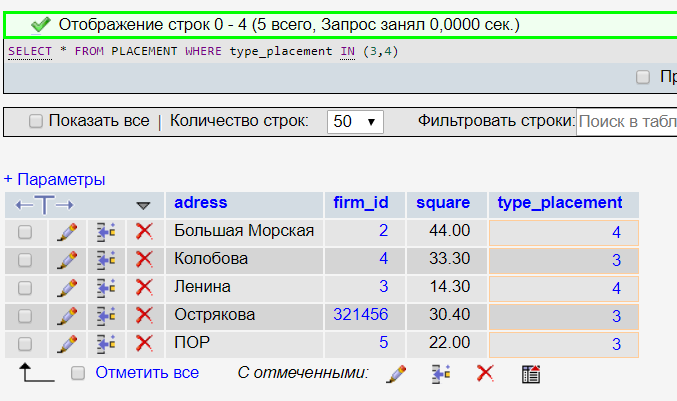 Отображение строк 0 - 4 (5 всего, Запрос занял 0,0000 сек.)
SELECT * FROM PLACEMENT WHERE type_placement IN (3,4)
Показать все | Количество строк: 50 Фильтровать строки: Поиск в табл
+ Параметры
←T→ adress firm_id square type_placement
Большая Морская 2 44.00 4
Колобова 4 33.30 3
Ленина 3 14.30 4
Острякова 321456 30.40 3
ПОР 5 22.00 3
Отметить все С отмеченными: